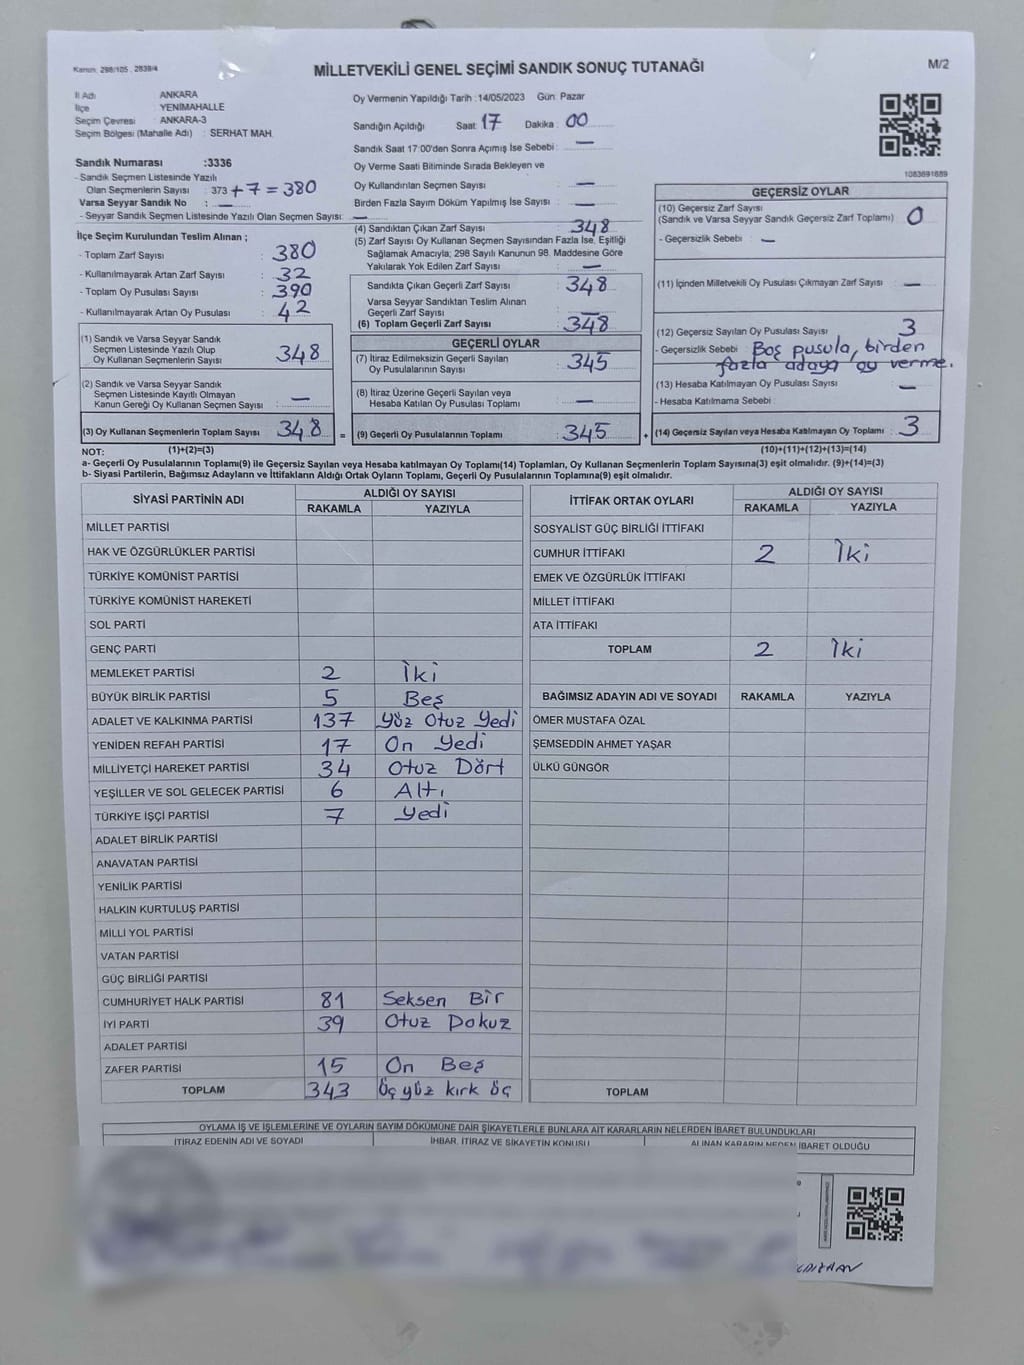 Kanun: 298/105 , 2839/4
MİLLETVEKİLİ GENEL SEÇİMİ SANDIK SONUÇ TUTANAĞI
M/2
İl Adı : ANKARA
İlçe : YENİMAHALLE
Seçim Çevresi : ANKARA-3
Seçim Bölgesi (Mahalle Adı) : SERHAT MAH.
Sandık Numarası :3336
- Sandık Seçmen Listesinde Yazılı
Olan Seçmenlerin Sayısı : 373 + 7 = 380
Varsa Seyyar Sandık No : —
- Seyyar Sandık Seçmen Listesinde Yazılı Olan Seçmen Sayısı: —
İlçe Seçim Kurulundan Teslim Alınan ;
- Toplam Zarf Sayısı : 380
- Kullanılmayarak Artan Zarf Sayısı : 32
- Toplam Oy Pusulası Sayısı : 390
- Kullanılmayarak Artan Oy Pusulası : 42
(1) Sandık ve Varsa Seyyar Sandık
Seçmen Listesinde Yazılı Olup
Oy Kullanan Seçmenlerin Sayısı : 348
(2) Sandık ve Varsa Seyyar Sandık
Seçmen Listesinde Kayıtlı Olmayan
Kanun Gereği Oy Kullanan Seçmen Sayısı : —
(3) Oy Kullanan Seçmenlerin Toplam Sayısı : 348 =
Oy Vermenin Yapıldığı Tarih :14/05/2023 Gün: Pazar
Sandığın Açıldığı Saat: 17 Dakika : 00
Sandık Saat 17:00'den Sonra Açımış İse Sebebi : —
Oy Verme Saati Bitiminde Sırada Bekleyen ve
Oy Kullandırılan Seçmen Sayısı : —
Birden Fazla Sayım Döküm Yapılmış İse Sayısı : —
(4) Sandıktan Çıkan Zarf Sayısı : 348
(5) Zarf Sayısı Oy Kullanan Seçmen Sayısından Fazla İse, Eşitliği
Sağlamak Amacıyla; 298 Sayılı Kanunun 98. Maddesine Göre
Yakılarak Yok Edilen Zarf Sayısı : —
Sandıkta Çıkan Geçerli Zarf Sayısı : 348
Varsa Seyyar Sandıktan Teslim Alınan
Geçerli Zarf Sayısı : —
(6) Toplam Geçerli Zarf Sayısı : 348
GEÇERLİ OYLAR
(7) İtiraz Edilmeksizin Geçerli Sayılan
Oy Pusulalarının Sayısı : 345
(8) İtiraz Üzerine Geçerli Sayılan veya
Hesaba Katılan Oy Pusulası Toplamı : —
(9) Geçerli Oy Pusulalarının Toplamı : 345 +
1083691689
GEÇERSİZ OYLAR
(10) Geçersiz Zarf Sayısı
(Sandık ve Varsa Seyyar Sandık Geçersiz Zarf Toplamı) : 0
- Geçersizlik Sebebi : —
(11) İçinden Milletvekili Oy Pusulası Çıkmayan Zarf Sayısı : —
(12) Geçersiz Sayılan Oy Pusulası Sayısı : 3
- Geçersizlik Sebebi : Boş pusula, birden
fazla adaya oy verme.
(13) Hesaba Katılmayan Oy Pusulası Sayısı : —
- Hesaba Katılmama Sebebi :
(14) Geçersiz Sayılan veya Hesaba Katılmayan Oy Toplamı : 3
NOT: (1)+(2)=(3) (10)+(11)+(12)+(13)=(14)
a- Geçerli Oy Pusulalarının Toplamı(9) ile Geçersiz Sayılan veya Hesaba katılmayan Oy Toplamı(14) Toplamları, Oy Kullanan Seçmenlerin Toplam Sayısına(3) eşit olmalıdır. (9)+(14)=(3)
b- Siyasi Partilerin, Bağımsız Adayların ve İttifakların Aldığı Ortak Oyların Toplamı, Geçerli Oy Pusulalarının Toplamına(9) eşit olmalıdır.
SİYASİ PARTİNİN ADI ALDIĞI OY SAYISI
RAKAMLA YAZIYLA
MİLLET PARTİSİ
HAK VE ÖZGÜRLÜKLER PARTİSİ
TÜRKİYE KOMÜNİST PARTİSİ
TÜRKİYE KOMÜNİST HAREKETİ
SOL PARTİ
GENÇ PARTİ
MEMLEKET PARTİSİ 2 İki
BÜYÜK BİRLİK PARTİSİ 5 Beş
ADALET VE KALKINMA PARTİSİ 137 Yüz Otuz Yedi
YENİDEN REFAH PARTİSİ 17 On Yedi
MİLLİYETÇİ HAREKET PARTİSİ 34 Otuz Dört
YEŞİLLER VE SOL GELECEK PARTİSİ 6 Altı
TÜRKİYE İŞÇİ PARTİSİ 7 Yedi
ADALET BİRLİK PARTİSİ
ANAVATAN PARTİSİ
YENİLİK PARTİSİ
HALKIN KURTULUŞ PARTİSİ
MİLLİ YOL PARTİSİ
VATAN PARTİSİ
GÜÇ BİRLİĞİ PARTİSİ
CUMHURİYET HALK PARTİSİ 81 Seksen Bir
İYİ PARTİ 39 Otuz Dokuz
ADALET PARTİSİ
ZAFER PARTİSİ 15 On Beş
TOPLAM 343 Üç yüz kırk üç
İTTİFAK ORTAK OYLARI ALDIĞI OY SAYISI
RAKAMLA YAZIYLA
SOSYALİST GÜÇ BİRLİĞİ İTTİFAKI
CUMHUR İTTİFAKI 2 İki
EMEK VE ÖZGÜRLÜK İTTİFAKI
MİLLET İTTİFAKI
ATA İTTİFAKI
TOPLAM 2 İki
BAĞIMSIZ ADAYIN ADI VE SOYADI RAKAMLA YAZIYLA
ÖMER MUSTAFA ÖZAL
ŞEMSEDDİN AHMET YAŞAR
ÜLKÜ GÜNGÖR
TOPLAM
OYLAMA İŞ VE İŞLEMLERİNE VE OYLARIN SAYIM DÖKÜMÜNE DAİR ŞİKAYETLERLE BUNLARA AİT KARARLARIN NELERDEN İBARET BULUNDUKLARI
İTİRAZ EDENİN ADI VE SOYADI İHBAR, İTİRAZ VE ŞİKAYETİN KONUSU ALINAN KARARIN NEDEN İBARET OLDUĞU